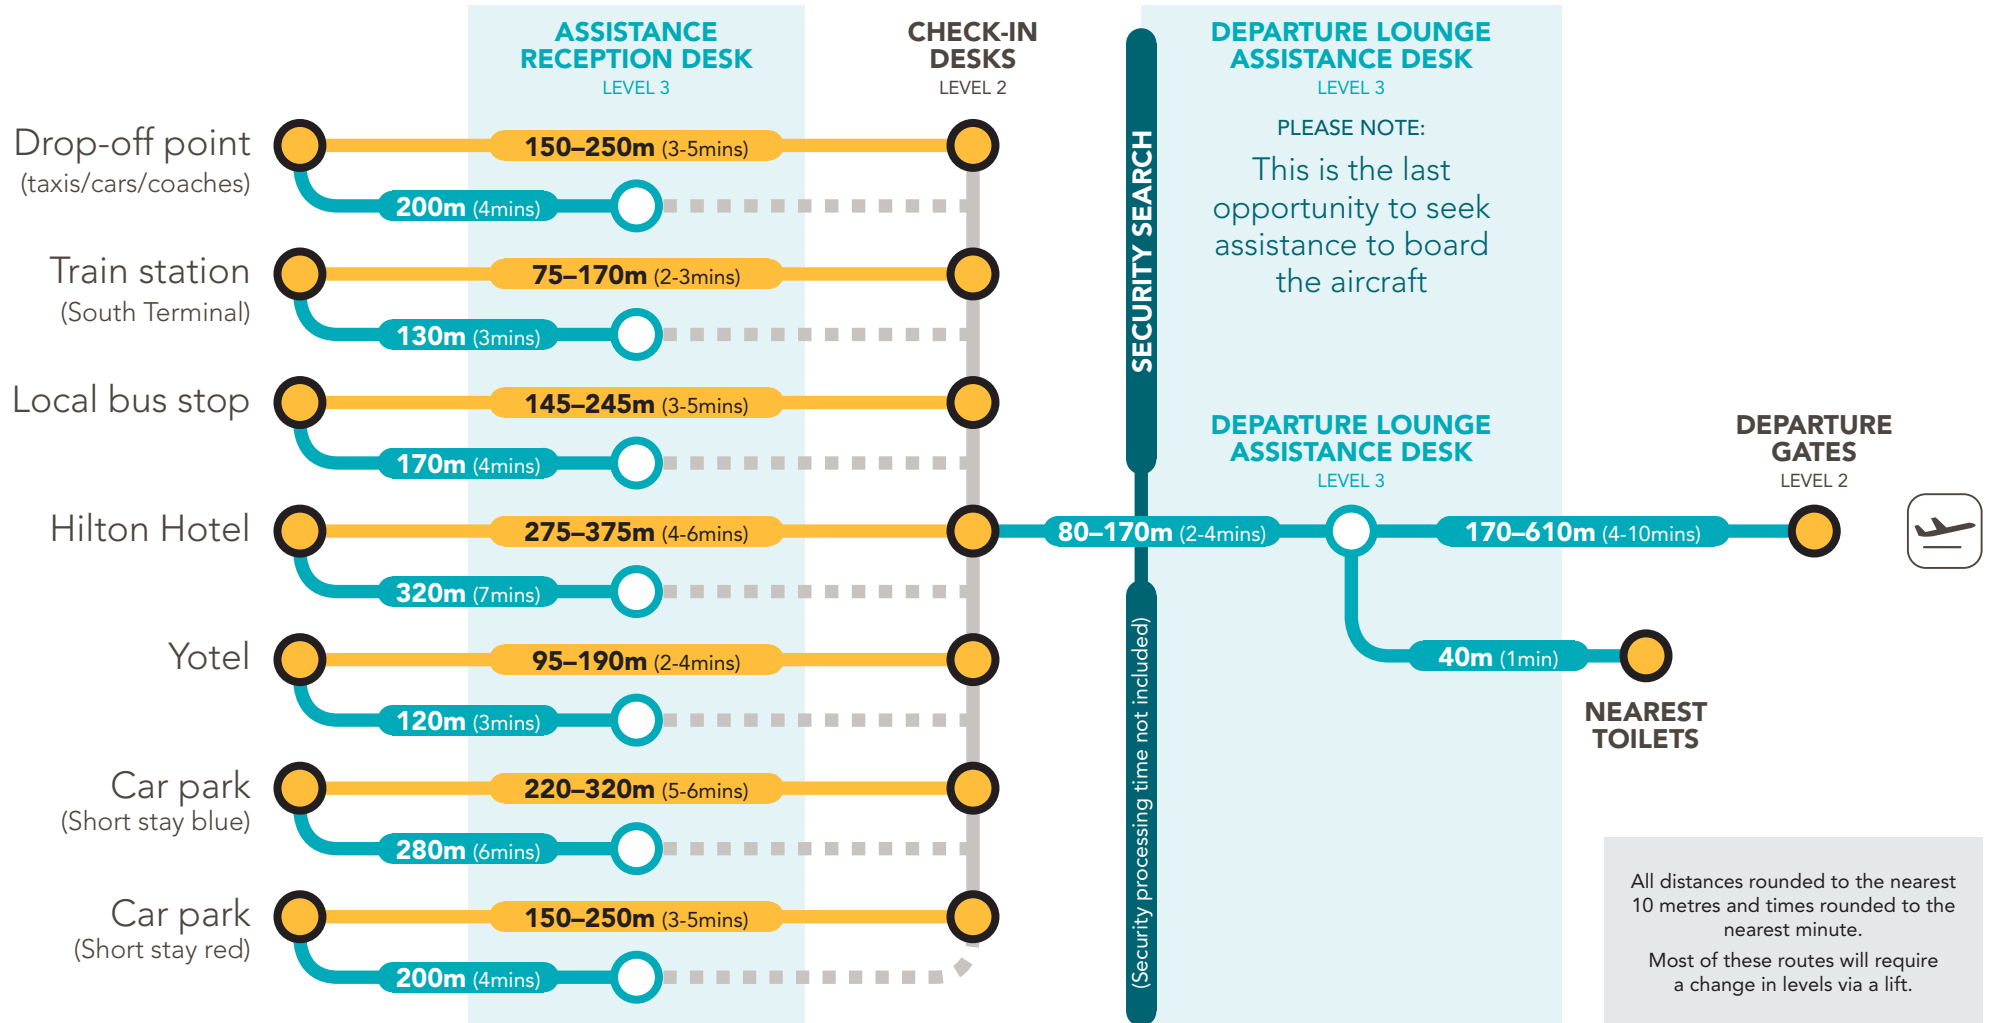 ASSISTANCE
RECEPTION DESK
LEVEL 3
CHECK-IN
DESKS
LEVEL 2
DEPARTURE LOUNGE
ASSISTANCE DESK
LEVEL 3
PLEASE NOTE:
This is the last
opportunity to seek
assistance to board
the aircraft
SECURITY SEARCH
(Security processing time not included)
Drop-off point
(taxis/cars/coaches)
150–250m (3-5mins)
200m (4mins)
Train station
(South Terminal)
75–170m (2-3mins)
130m (3mins)
Local bus stop
145–245m (3-5mins)
170m (4mins)
Hilton Hotel
275–375m (4-6mins)
320m (7mins)
Yotel
95–190m (2-4mins)
120m (3mins)
Car park
(Short stay blue)
220–320m (5-6mins)
280m (6mins)
Car park
(Short stay red)
150–250m (3-5mins)
200m (4mins)
80–170m (2-4mins)
DEPARTURE LOUNGE
ASSISTANCE DESK
LEVEL 3
170–610m (4-10mins)
DEPARTURE
GATES
LEVEL 2
40m (1min)
NEAREST
TOILETS
All distances rounded to the nearest
10 metres and times rounded to the
nearest minute.
Most of these routes will require
a change in levels via a lift.